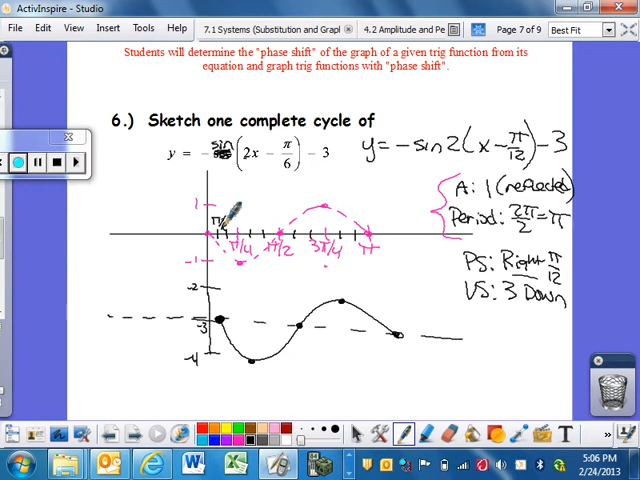 ActivInspire - Studio
File Edit View Insert Tools Help 7.1 Systems (Substitution and Graph 4.2 Amplitude and Pe Page 7 of 9 Best Fit
Students will determine the "phase shift" of the graph of a given trig function from its
equation and graph trig functions with "phase shift".
6.) Sketch one complete cycle of
y = -sin(2x - π/6) - 3
y = -sin 2(x - π/12) - 3
A: 1 (reflected)
Period: 2π/2 = π
PS: Right π/12
VS: 3 Down
1
π/4 π/2 3π/4 π
-1
-2
-3
-4
5:06 PM
2/24/2013